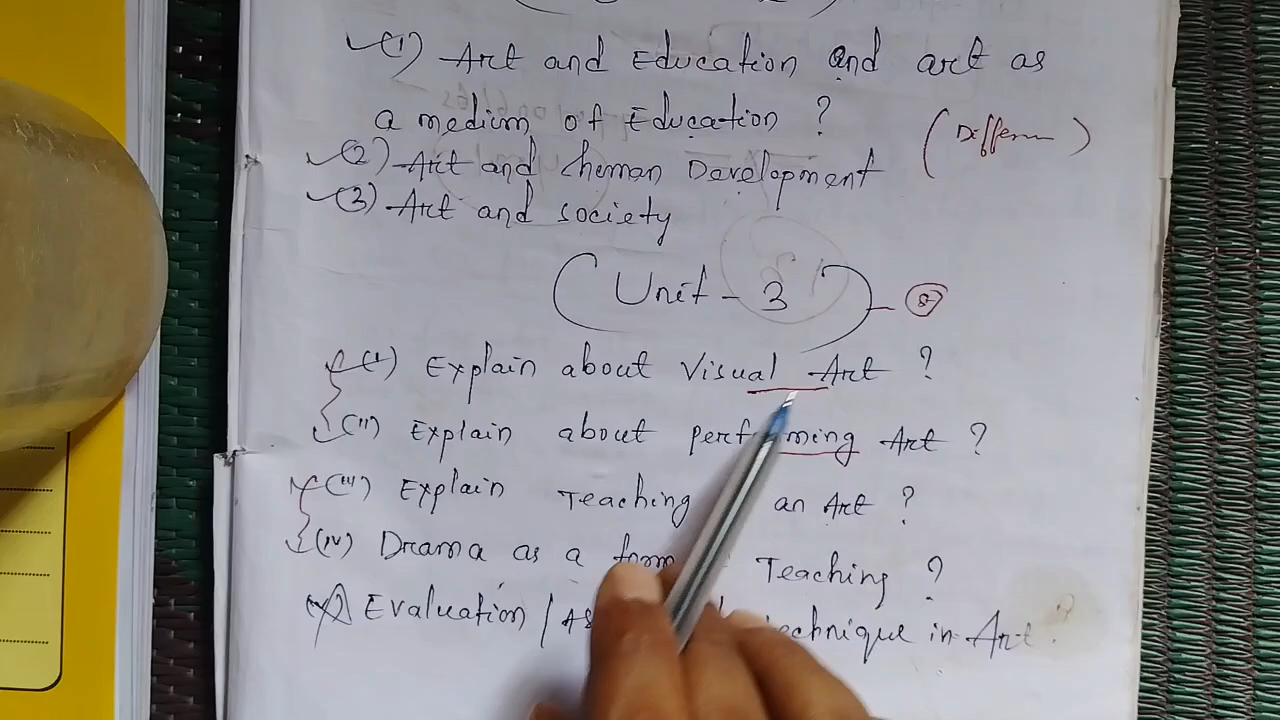 (1) Art and Education and art as
a medium of Education ?
(Differen)
(2) Art and human Development
(3) Art and society
(Unit - 3)
(i) Explain about Visual Art ?
(ii) Explain about performing Art ?
(iii) Explain Teaching an Art ?
(iv) Drama as a form Teaching ?
Evaluation / technique in Art.